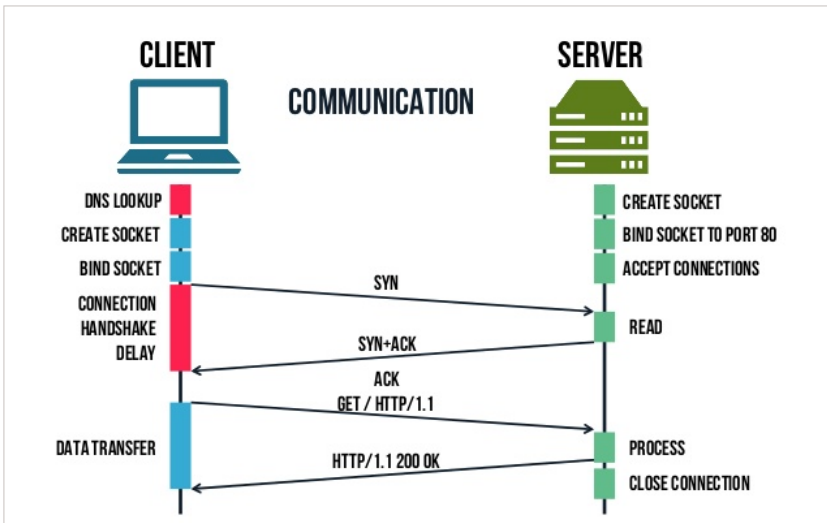 CLIENT
SERVER
COMMUNICATION
DNS LOOKUP
CREATE SOCKET
CREATE SOCKET
BIND SOCKET TO PORT 80
BIND SOCKET
ACCEPT CONNECTIONS
SYN
CONNECTION
HANDSHAKE
DELAY
READ
SYN+ACK
ACK
GET / HTTP/1.1
DATA TRANSFER
PROCESS
HTTP/1.1 200 OK
CLOSE CONNECTION